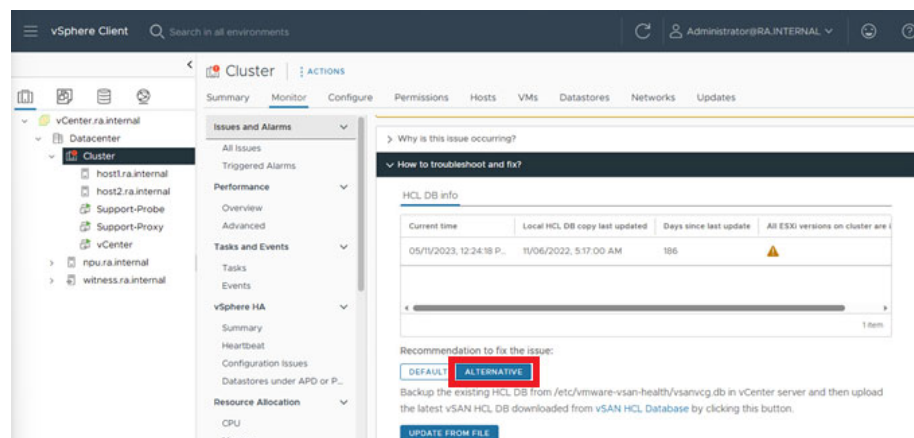 vSphere Client
Search in all environments
Administrator@RA.INTERNAL
Cluster
ACTIONS
Summary Monitor Configure Permissions Hosts VMs Datastores Networks Updates
vCenter.ra.internal
Datacenter
Cluster
host1.ra.internal
host2.ra.internal
Support-Probe
Support-Proxy
vCenter
npu.ra.internal
witness.ra.internal
Issues and Alarms
All Issues
Triggered Alarms
Performance
Overview
Advanced
Tasks and Events
Tasks
Events
vSphere HA
Summary
Heartbeat
Configuration Issues
Datastores under APD or P...
Resource Allocation
CPU
Why is this issue occurring?
How to troubleshoot and fix?
HCL DB info
Current time Local HCL DB copy last updated Days since last update All ESXi versions on cluster are i
05/11/2023, 12:24:18 P... 11/06/2022, 5:17:00 AM 186
1 item
Recommendation to fix the issue:
DEFAULT ALTERNATIVE
Backup the existing HCL DB from /etc/vmware-vsan-health/vsanvcg.db in vCenter server and then upload
the latest vSAN HCL DB downloaded from vSAN HCL Database by clicking this button.
UPDATE FROM FILE